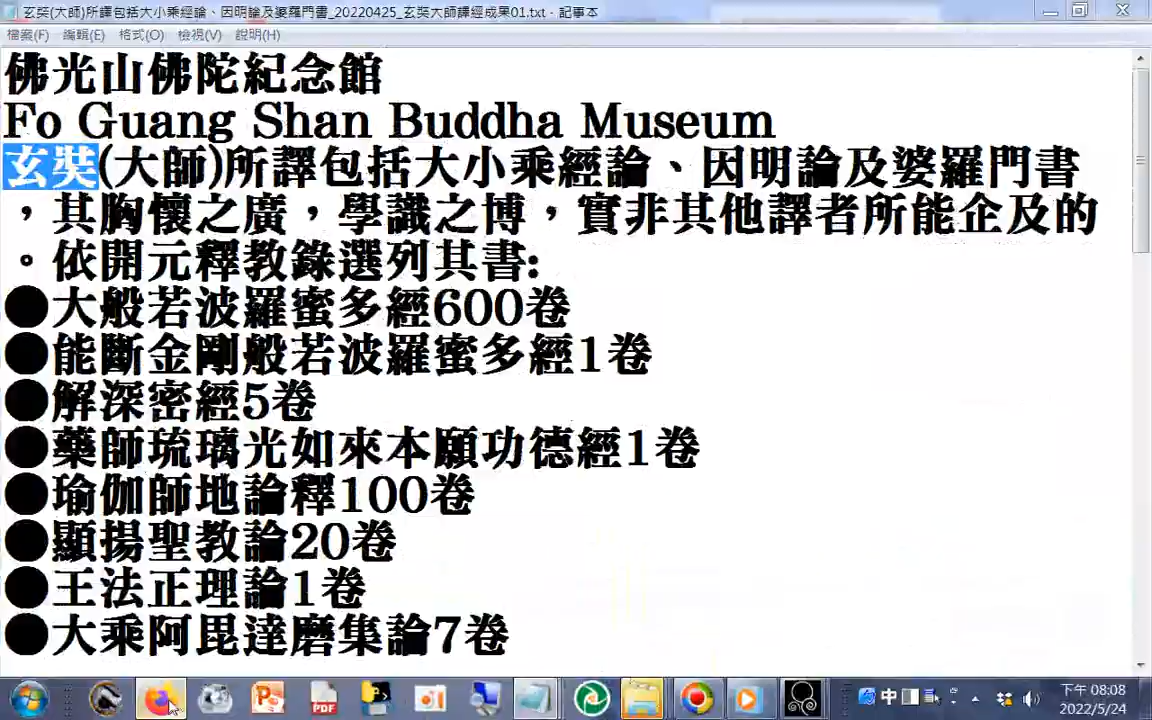 玄奘(大師)所譯包括大小乘經論、因明論及婆羅門書_20220425_玄奘大師譯經成果01.txt - 記事本
檔案(F) 編輯(E) 格式(O) 檢視(V) 說明(H)
佛光山佛陀紀念館
Fo Guang Shan Buddha Museum
玄奘(大師)所譯包括大小乘經論、因明論及婆羅門書
，其胸懷之廣，學識之博，實非其他譯者所能企及的
。依開元釋教錄選列其書:
●大般若波羅蜜多經600卷
●能斷金剛般若波羅蜜多經1卷
●解深密經5卷
●藥師琉璃光如來本願功德經1卷
●瑜伽師地論釋100卷
●顯揚聖教論20卷
●王法正理論1卷
●大乘阿毘達磨集論7卷
PDF
中
下午 08:08
2022/5/24